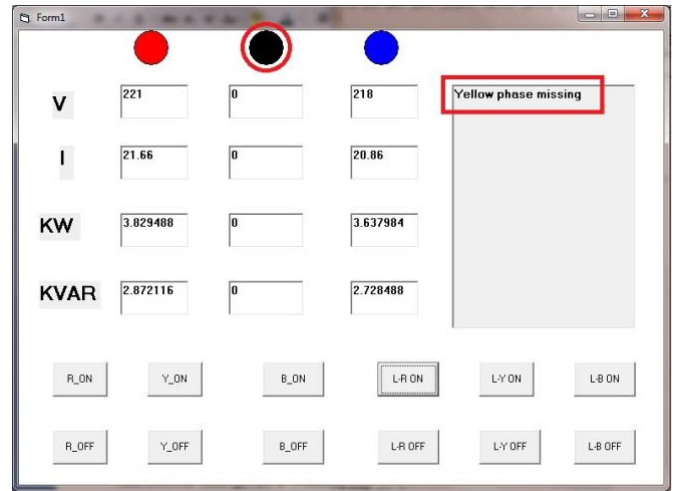 Form1
V 221 0 218 Yellow phase missing
I 21.66 0 20.86
KW 3.829488 0 3.637984
KVAR 2.872116 0 2.728488
R_ON Y_ON B_ON L-R ON L-Y ON L-B ON
R_OFF Y_OFF B_OFF L-R OFF L-Y OFF L-B OFF